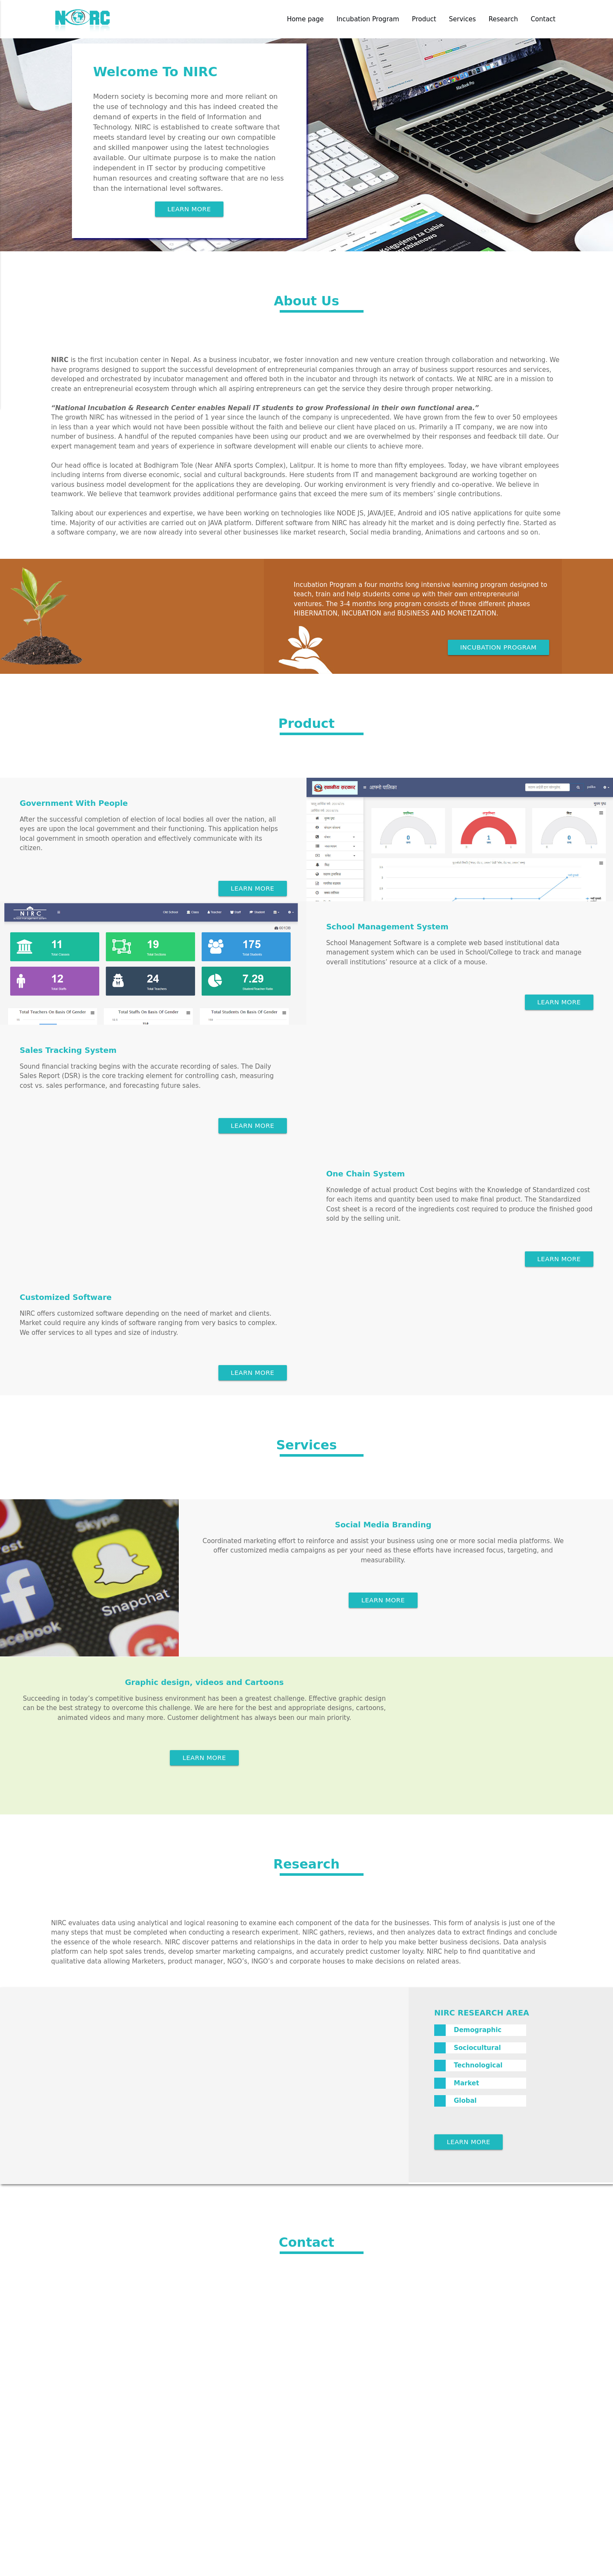 NIRC
Home page Incubation Program Product Services Research Contact
Welcome To NIRC
Modern society is becoming more and more reliant on
the use of technology and this has indeed created the
demand of experts in the field of Information and
Technology. NIRC is established to create software that
meets standard level by creating our own compatible
and skilled manpower using the latest technologies
available. Our ultimate purpose is to make the nation
independent in IT sector by producing competitive
human resources and creating software that are no less
than the international level softwares.
LEARN MORE
MacBook Pro
Księgujemy za Ciebie
About Us
NIRC is the first incubation center in Nepal. As a business incubator, we foster innovation and new venture creation through collaboration and networking. We
have programs designed to support the successful development of entrepreneurial companies through an array of business support resources and services,
developed and orchestrated by incubator management and offered both in the incubator and through its network of contacts. We at NIRC are in a mission to
create an entrepreneurial ecosystem through which all aspiring entrepreneurs can get the service they desire through proper networking.
“National Incubation & Research Center enables Nepali IT students to grow Professional in their own functional area.”
The growth NIRC has witnessed in the period of 1 year since the launch of the company is unprecedented. We have grown from the few to over 50 employees
in less than a year which would not have been possible without the faith and believe our client have placed on us. Primarily a IT company, we are now into
number of business. A handful of the reputed companies have been using our product and we are overwhelmed by their responses and feedback till date. Our
expert management team and years of experience in software development will enable our clients to achieve more.
Our head office is located at Bodhigram Tole (Near ANFA sports Complex), Lalitpur. It is home to more than fifty employees. Today, we have vibrant employees
including interns from diverse economic, social and cultural backgrounds. Here students from IT and management background are working together on
various business model development for the applications they are developing. Our working environment is very friendly and co-operative. We believe in
teamwork. We believe that teamwork provides additional performance gains that exceed the mere sum of its members’ single contributions.
Talking about our experiences and expertise, we have been working on technologies like NODE JS, JAVA/JEE, Android and iOS native applications for quite some
time. Majority of our activities are carried out on JAVA platform. Different software from NIRC has already hit the market and is doing perfectly fine. Started as
a software company, we are now already into several other businesses like market research, Social media branding, Animations and cartoons and so on.
Incubation Program a four months long intensive learning program designed to
teach, train and help students come up with their own entrepreneurial
ventures. The 3-4 months long program consists of three different phases
HIBERNATION, INCUBATION and BUSINESS AND MONETIZATION.
INCUBATION PROGRAM
Product
Government With People
After the successful completion of election of local bodies all over the nation, all
eyes are upon the local government and their functioning. This application helps
local government in smooth operation and effectively communicate with its
citizen.
LEARN MORE
स्थानीय सरकार
0 1 0
NIRC
11 19 175
Total Classes Total Sections Total Students
12 24 7.29
Total Staffs Total Teachers
Total Teachers On Basis Of Gender Total Staffs On Basis Of Gender Total Students On Basis Of Gender
School Management System
School Management Software is a complete web based institutional data
management system which can be used in School/College to track and manage
overall institutions’ resource at a click of a mouse.
LEARN MORE
Sales Tracking System
Sound financial tracking begins with the accurate recording of sales. The Daily
Sales Report (DSR) is the core tracking element for controlling cash, measuring
cost vs. sales performance, and forecasting future sales.
LEARN MORE
One Chain System
Knowledge of actual product Cost begins with the Knowledge of Standardized cost
for each items and quantity been used to make final product. The Standardized
Cost sheet is a record of the ingredients cost required to produce the finished good
sold by the selling unit.
LEARN MORE
Customized Software
NIRC offers customized software depending on the need of market and clients.
Market could require any kinds of software ranging from very basics to complex.
We offer services to all types and size of industry.
LEARN MORE
Services
Snapchat
acebook
G+
Social Media Branding
Coordinated marketing effort to reinforce and assist your business using one or more social media platforms. We
offer customized media campaigns as per your need as these efforts have increased focus, targeting, and
measurability.
LEARN MORE
Graphic design, videos and Cartoons
Succeeding in today’s competitive business environment has been a greatest challenge. Effective graphic design
can be the best strategy to overcome this challenge. We are here for the best and appropriate designs, cartoons,
animated videos and many more. Customer delightment has always been our main priority.
LEARN MORE
Research
NIRC evaluates data using analytical and logical reasoning to examine each component of the data for the businesses. This form of analysis is just one of the
many steps that must be completed when conducting a research experiment. NIRC gathers, reviews, and then analyzes data to extract findings and conclude
the essence of the whole research. NIRC discover patterns and relationships in the data in order to help you make better business decisions. Data analysis
platform can help spot sales trends, develop smarter marketing campaigns, and accurately predict customer loyalty. NIRC help to find quantitative and
qualitative data allowing Marketers, product manager, NGO’s, INGO’s and corporate houses to make decisions on related areas.
NIRC RESEARCH AREA
Demographic
Sociocultural
Technological
Market
Global
LEARN MORE
Contact